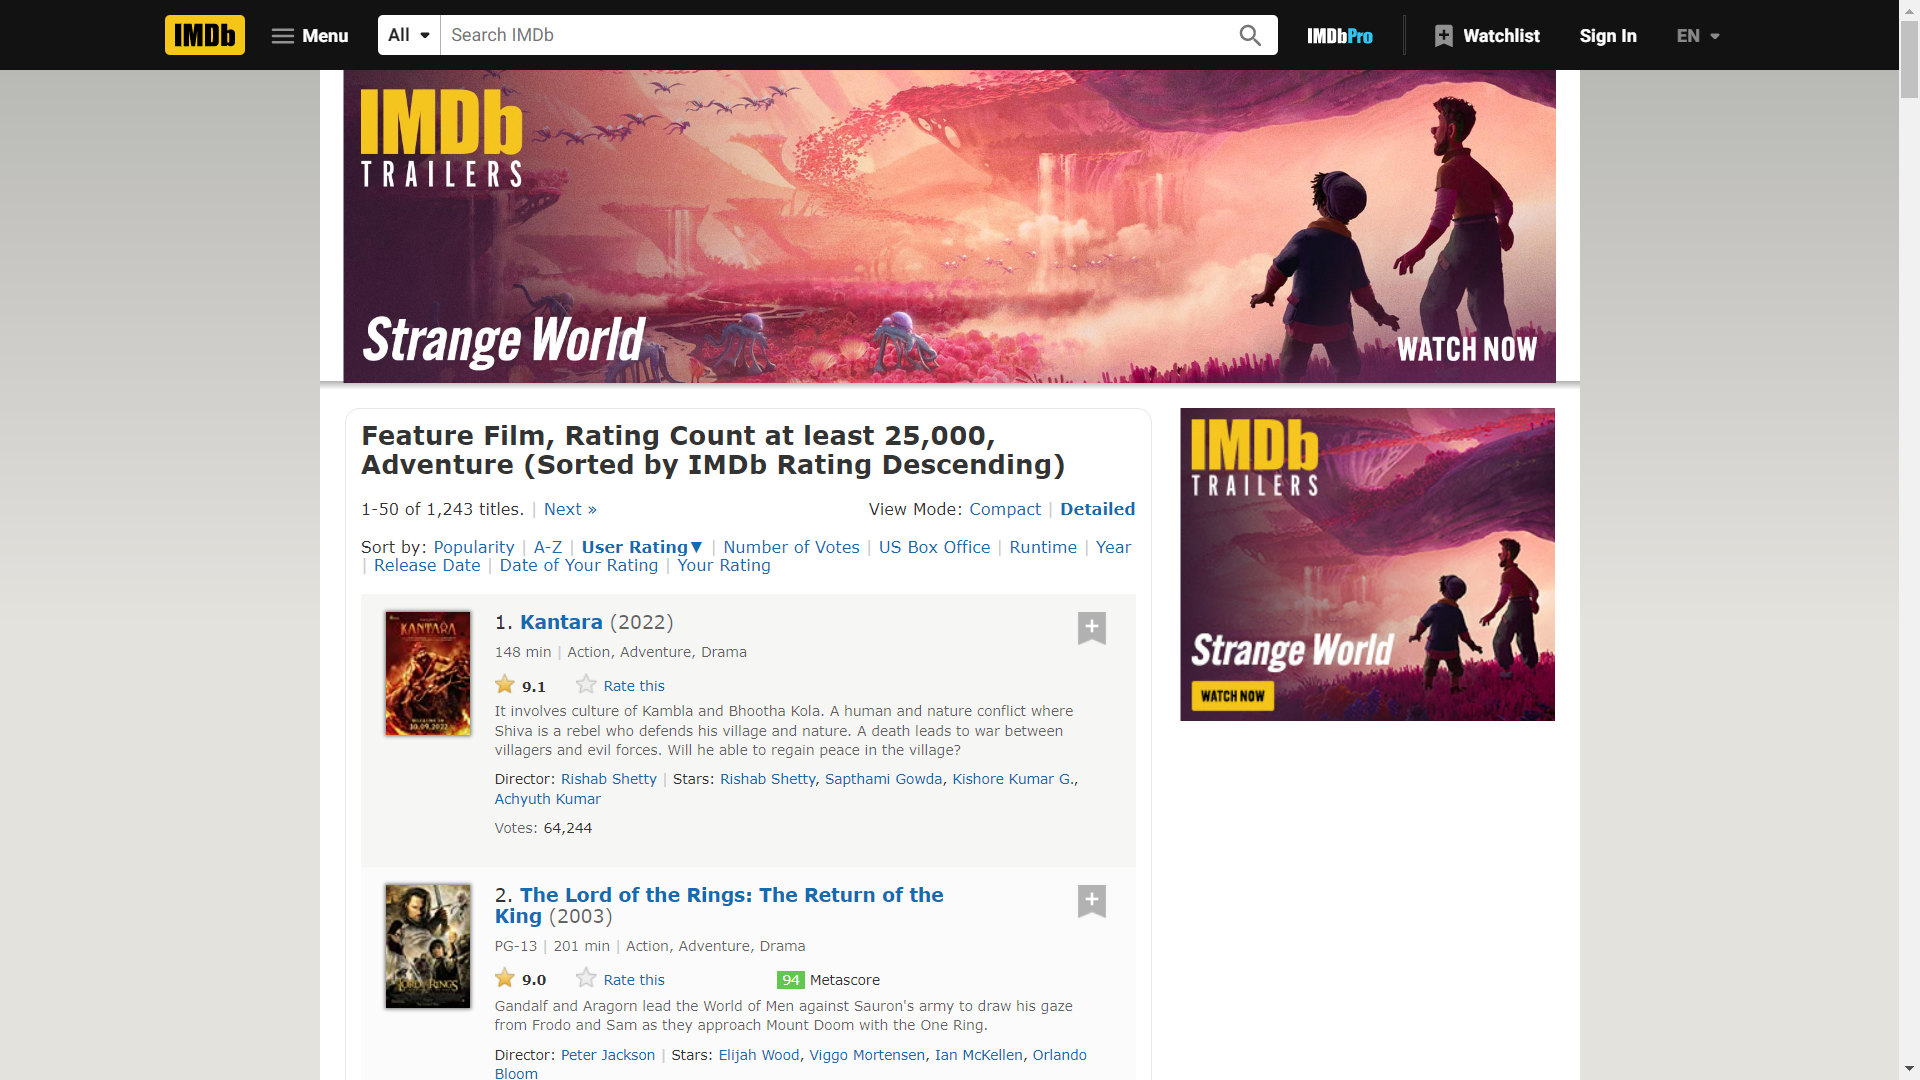 IMDb
Menu
All
Search IMDb
IMDbPro
Watchlist
Sign In
EN
IMDb
TRAILERS
Strange World
WATCH NOW
Feature Film, Rating Count at least 25,000,
Adventure (Sorted by IMDb Rating Descending)
1-50 of 1,243 titles. | Next »
View Mode: Compact | Detailed
Sort by: Popularity | A-Z | User Rating▼ | Number of Votes | US Box Office | Runtime | Year
| Release Date | Date of Your Rating | Your Rating
KANTARA
30.09.2022
1. Kantara (2022)
148 min | Action, Adventure, Drama
9.1
Rate this
It involves culture of Kambla and Bhootha Kola. A human and nature conflict where
Shiva is a rebel who defends his village and nature. A death leads to war between
villagers and evil forces. Will he able to regain peace in the village?
Director: Rishab Shetty | Stars: Rishab Shetty, Sapthami Gowda, Kishore Kumar G.,
Achyuth Kumar
Votes: 64,244
2. The Lord of the Rings: The Return of the
King (2003)
PG-13 | 201 min | Action, Adventure, Drama
9.0
Rate this
94 Metascore
Gandalf and Aragorn lead the World of Men against Sauron's army to draw his gaze
from Frodo and Sam as they approach Mount Doom with the One Ring.
Director: Peter Jackson | Stars: Elijah Wood, Viggo Mortensen, Ian McKellen, Orlando
Bloom
IMDb
TRAILERS
Strange World
WATCH NOW